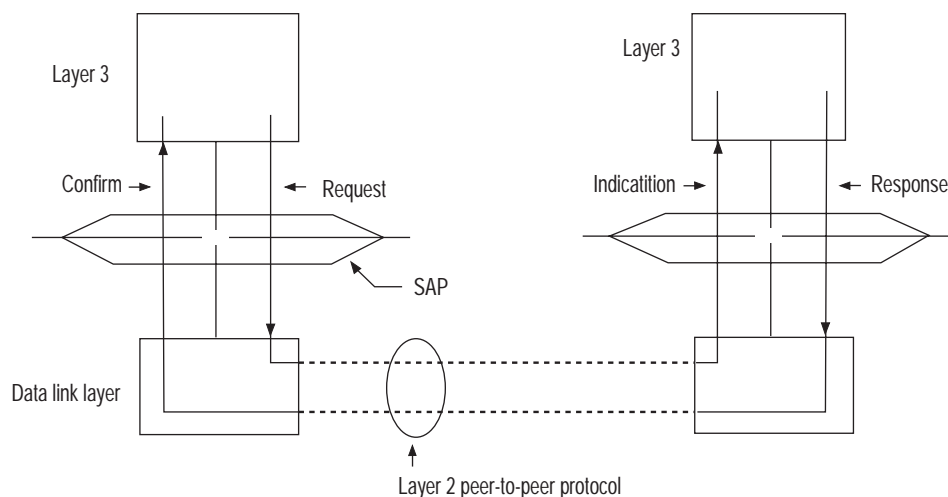 Layer 3
Layer 3
Confirm
Request
Indicatition
Response
SAP
Data link layer
Layer 2 peer-to-peer protocol